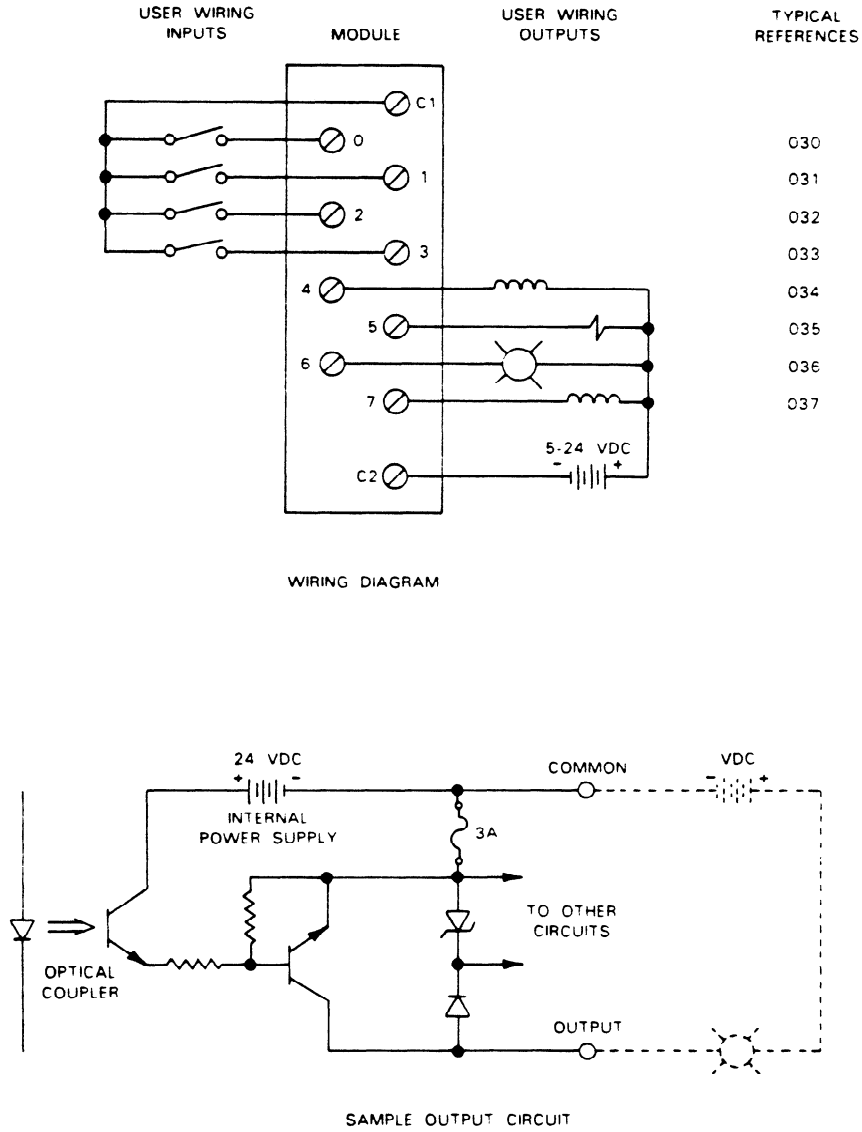 USER WIRING
INPUTS
MODULE
USER WIRING
OUTPUTS
TYPICAL
REFERENCES
C1
0
030
1
031
2
032
3
033
4
034
5
035
6
036
7
037
5-24 VDC
- +
C2
WIRING DIAGRAM
24 VDC
+ -
INTERNAL
POWER SUPPLY
COMMON
VDC
- +
3A
TO OTHER
CIRCUITS
OPTICAL
COUPLER
OUTPUT
SAMPLE OUTPUT CIRCUIT